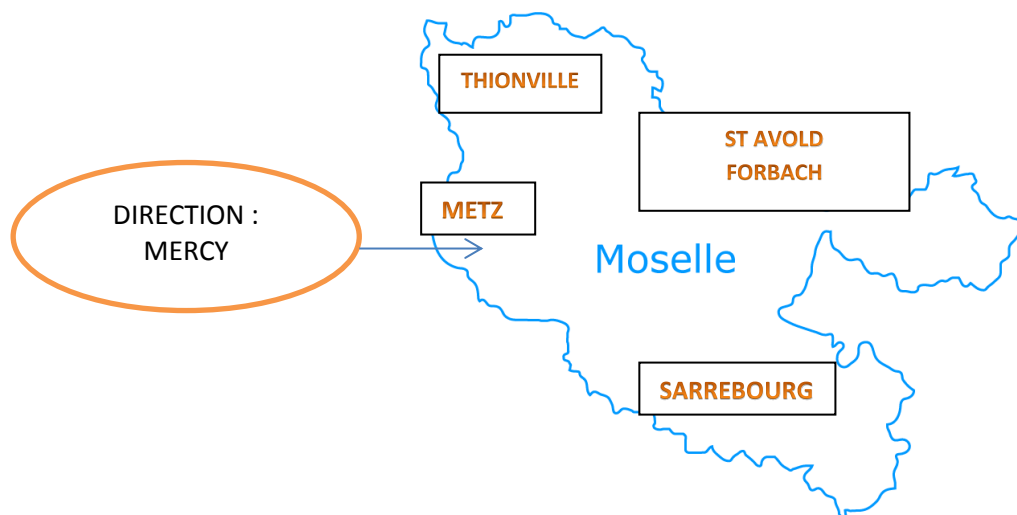 THIONVILLE
ST AVOLD
FORBACH
DIRECTION :
MERCY
METZ
Moselle
SARREBOURG